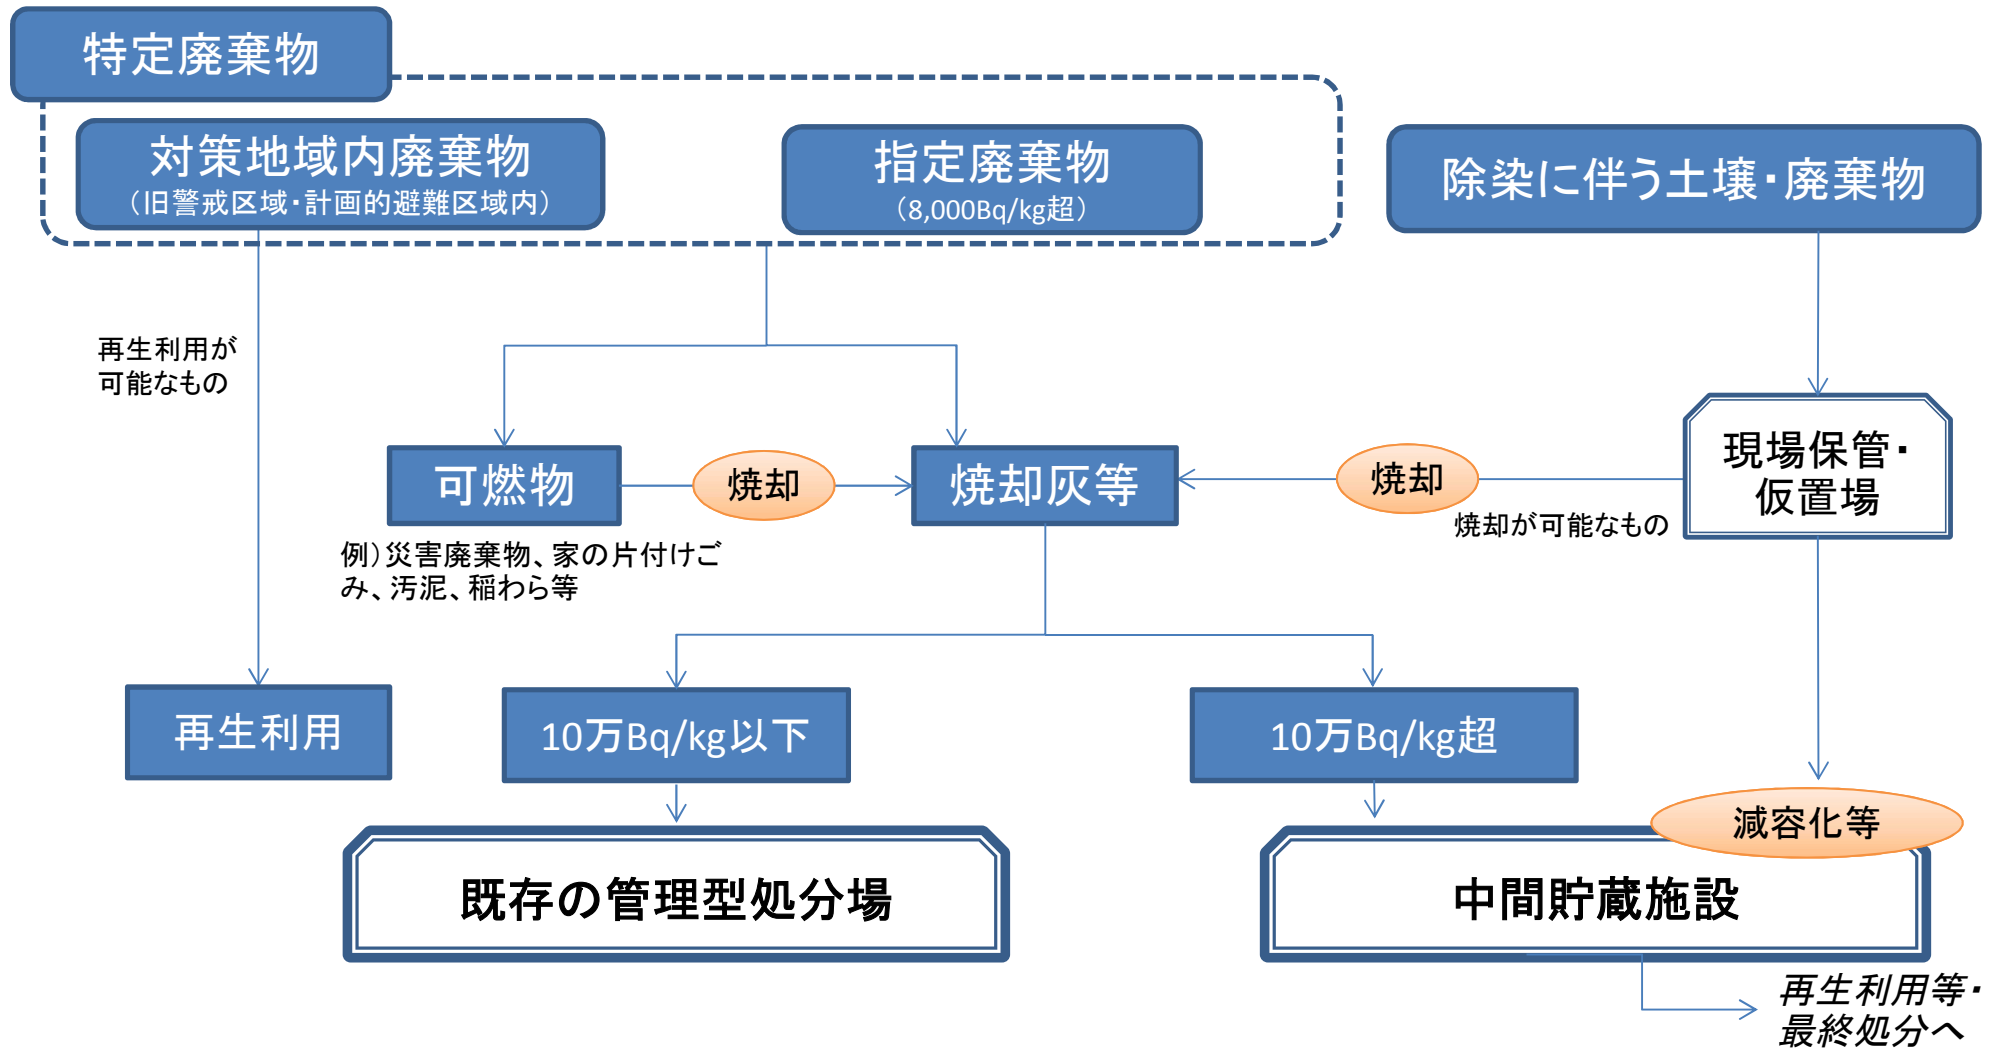 特定廃棄物
対策地域内廃棄物
（旧警戒区域・計画的避難区域内）
指定廃棄物
（8,000Bq/kg超）
除染に伴う土壌・廃棄物
再生利用が
可能なもの
可燃物
焼却
焼却灰等
焼却
焼却が可能なもの
現場保管・
仮置場
例）災害廃棄物、家の片付けご
み、汚泥、稲わら等
再生利用
10万Bq/kg以下
10万Bq/kg超
減容化等
既存の管理型処分場
中間貯蔵施設
再生利用等・
最終処分へ